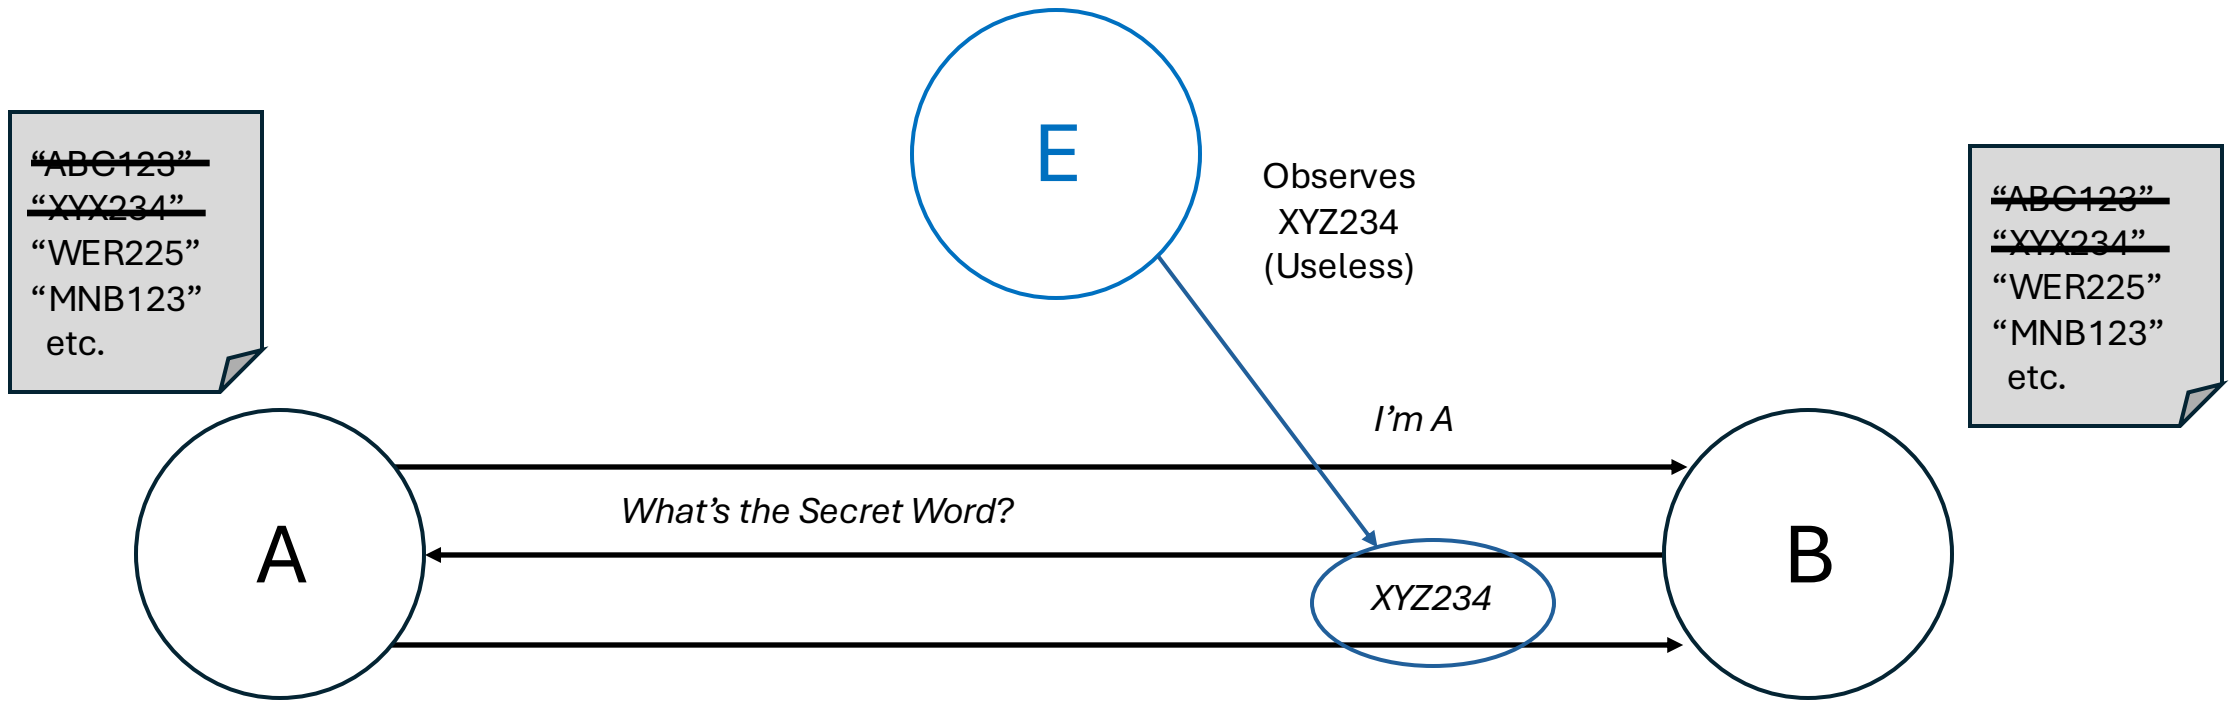 E
“ABC123”
“XYX234”
“WER225”
“MNB123”
etc.
Observes
XYZ234
(Useless)
“ABC123”
“XYX234”
“WER225”
“MNB123”
etc.
I’m A
What’s the Secret Word?
A
B
XYZ234